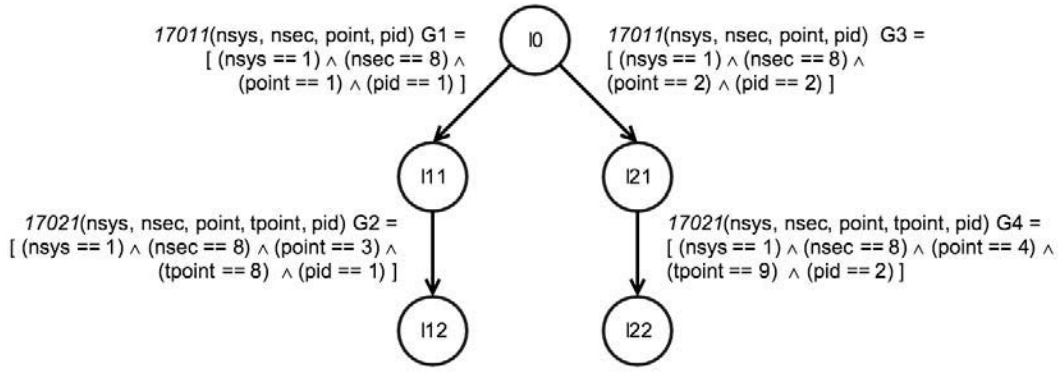 17011(nsys, nsec, point, pid) G1 =
[ (nsys == 1) ∧ (nsec == 8) ∧
(point == 1) ∧ (pid == 1) ]
l0
17011(nsys, nsec, point, pid) G3 =
[ (nsys == 1) ∧ (nsec == 8) ∧
(point == 2) ∧ (pid == 2) ]
l11
l21
17021(nsys, nsec, point, tpoint, pid) G2 =
[ (nsys == 1) ∧ (nsec == 8) ∧ (point == 3) ∧
(tpoint == 8) ∧ (pid == 1) ]
17021(nsys, nsec, point, tpoint, pid) G4 =
[ (nsys == 1) ∧ (nsec == 8) ∧ (point == 4) ∧
(tpoint == 9) ∧ (pid == 2) ]
l12
l22